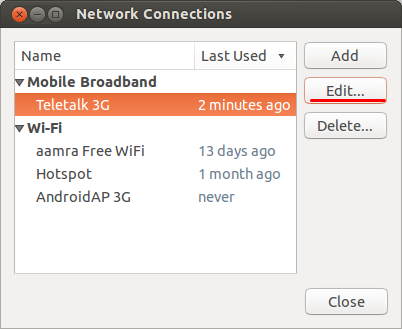 Network Connections
Name Last Used
Add
Mobile Broadband
Edit...
Teletalk 3G 2 minutes ago
Delete...
Wi-Fi
aamra Free WiFi 13 days ago
Hotspot 1 month ago
AndroidAP 3G never
Close